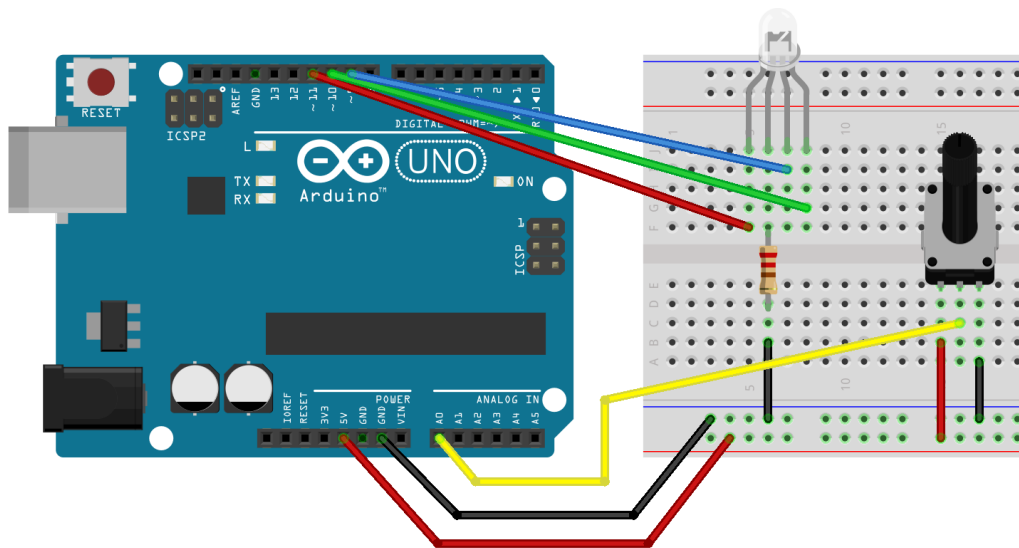 RESET
ICSP2
AREF
GND
13
12
~11
~10
~9
DIGITAL
L
TX
RX
UNO
Arduino™
ON
1
ICSP
IOREF
RESET
3V3
5V
GND
GND
VIN
POWER
A0
A1
A2
A3
A4
A5
ANALOG IN
1
10
15
J
G
F
E
D
C
B
A
5
10